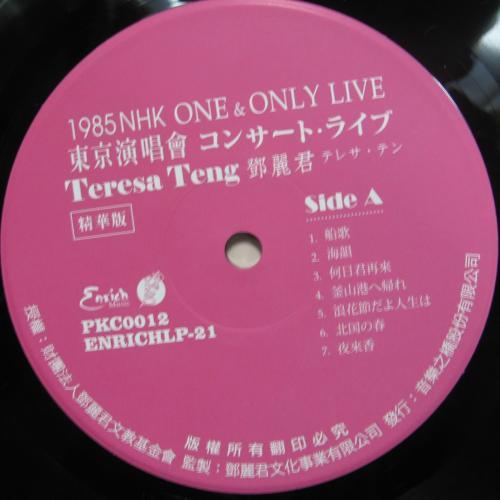 1985 NHK ONE & ONLY LIVE
東京演唱會 コンサート・ライブ
Teresa Teng 鄧麗君 テレサ・テン
精華版
Side A
1. 船歌
2. 海韻
3. 何日君再來
4. 釜山港へ帰れ
5. 浪花節だよ人生は
6. 北国の春
7. 夜來香
Enrich
Music
PKC0012
ENRICHLP-21
版權所有翻印必究
授權：財團法人鄧麗君文教基金會 監製：鄧麗君文化事業有限公司 發行：音樂之橋股份有限公司